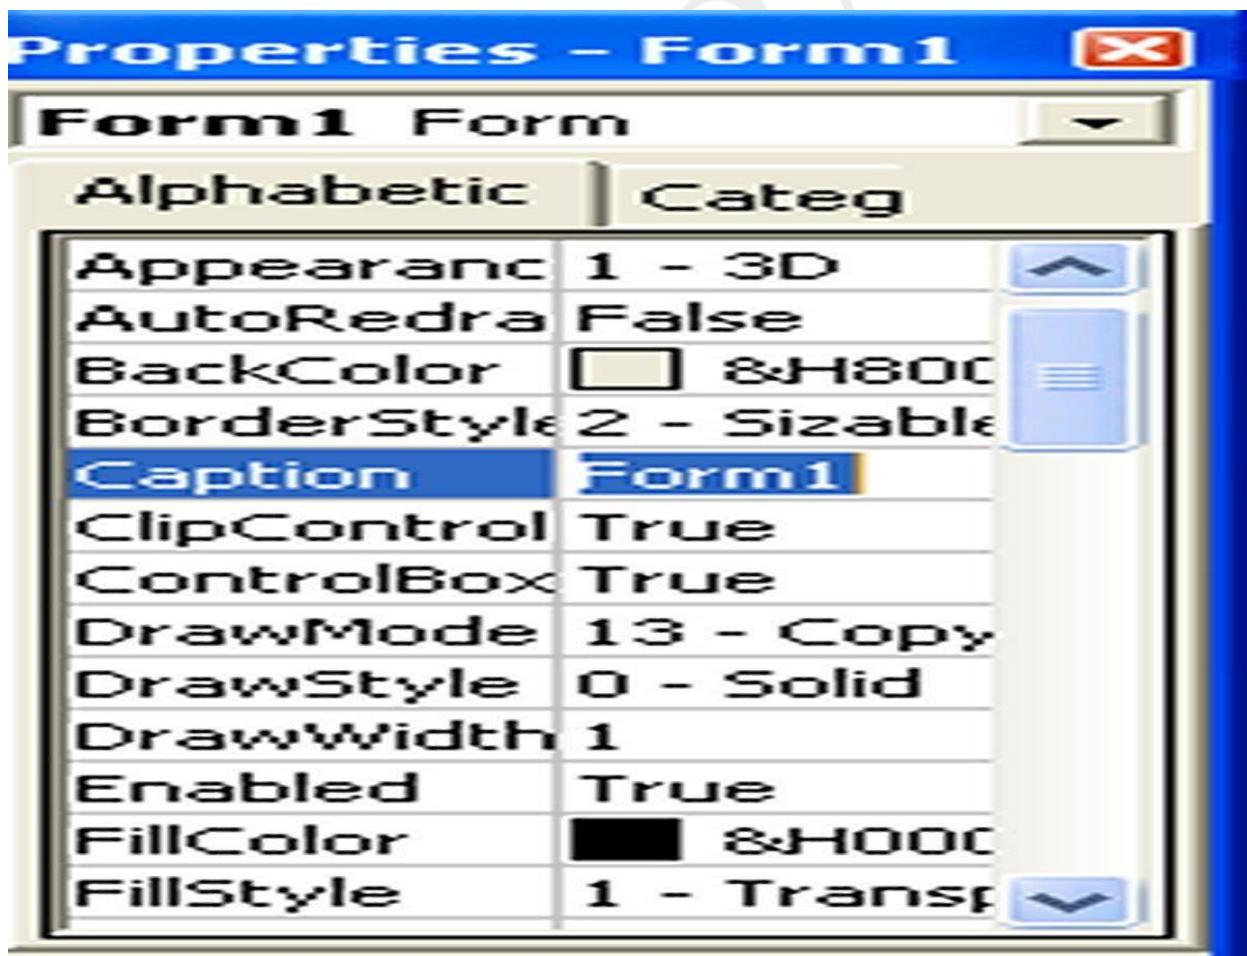 Properties - Form1
Form1 Form
Alphabetic Categ
Appearanc 1 - 3D
AutoRedra False
BackColor &H800
BorderStyle 2 - Sizable
Caption Form1
ClipControl True
ControlBox True
DrawMode 13 - Copy
DrawStyle 0 - Solid
DrawWidth 1
Enabled True
FillColor &H000
FillStyle 1 - Transp